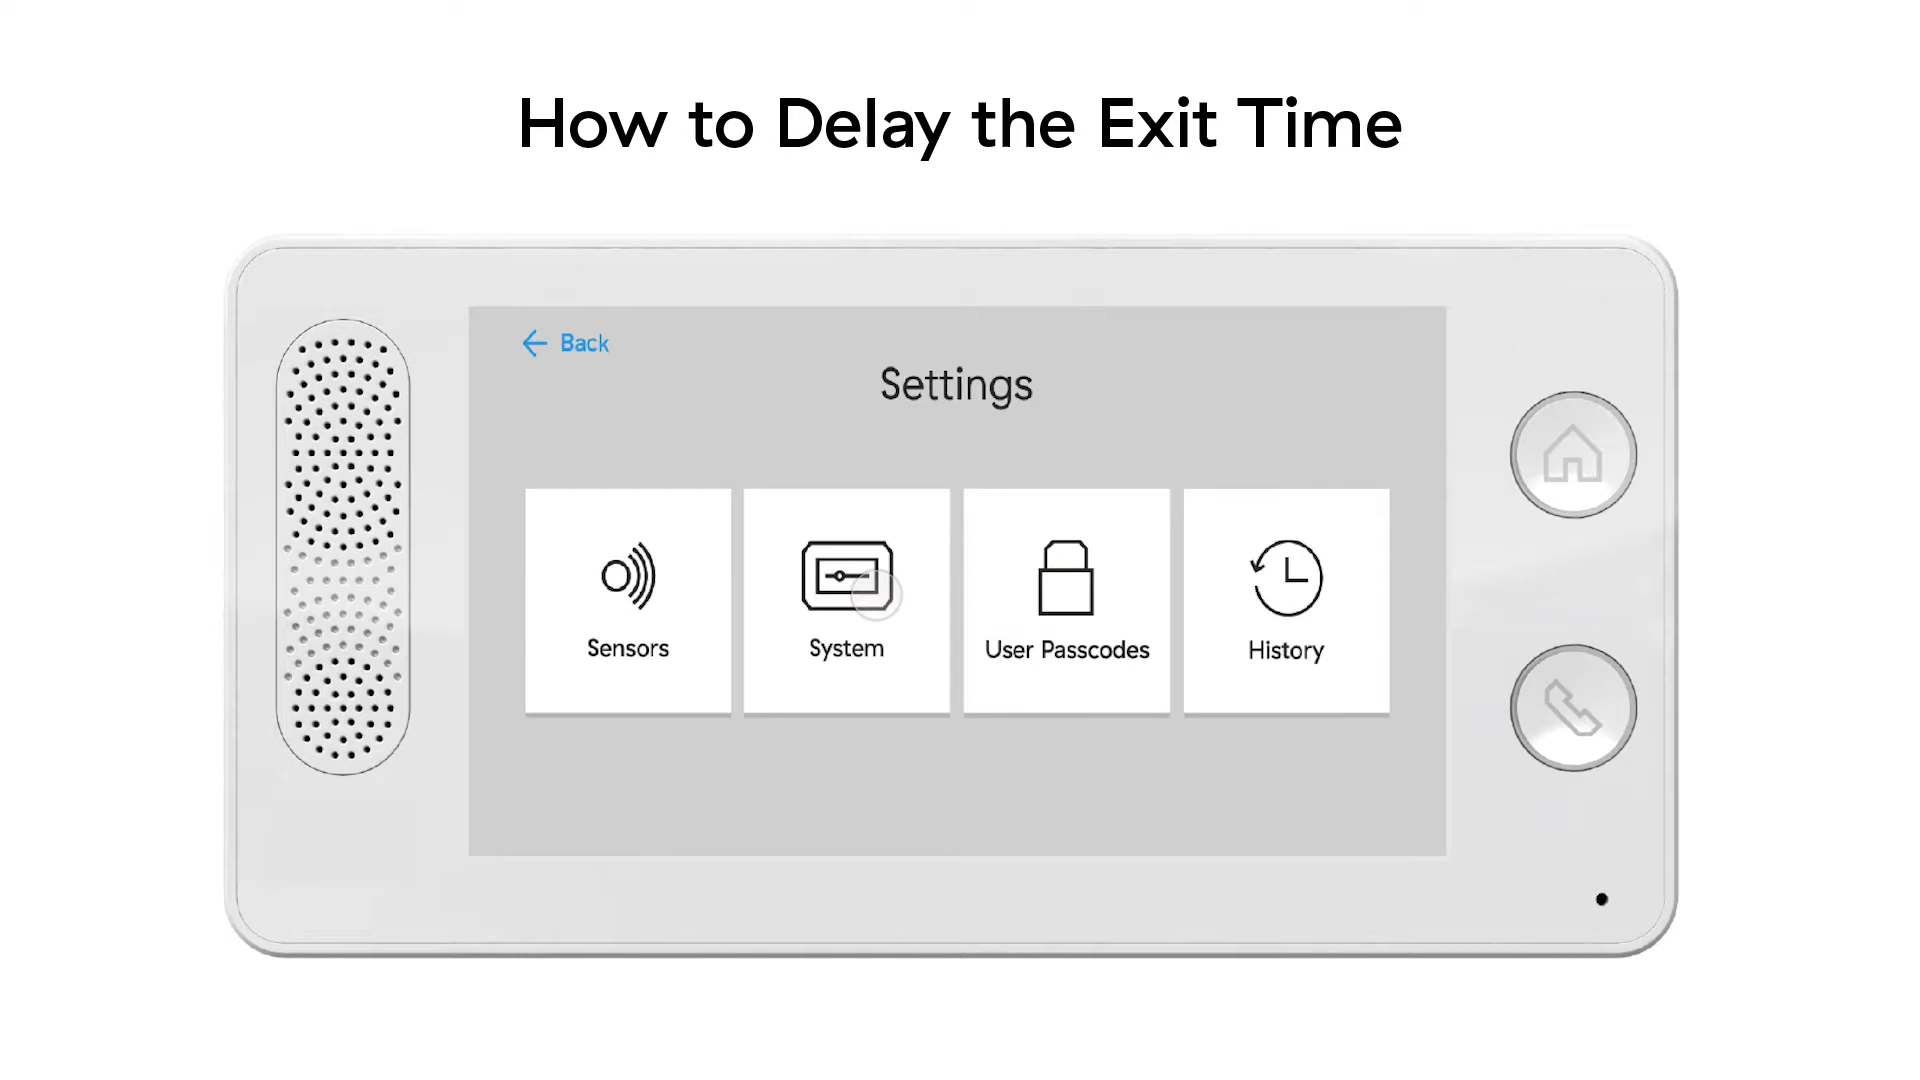 How to Delay the Exit Time
Back
Settings
Sensors
System
User Passcodes
History